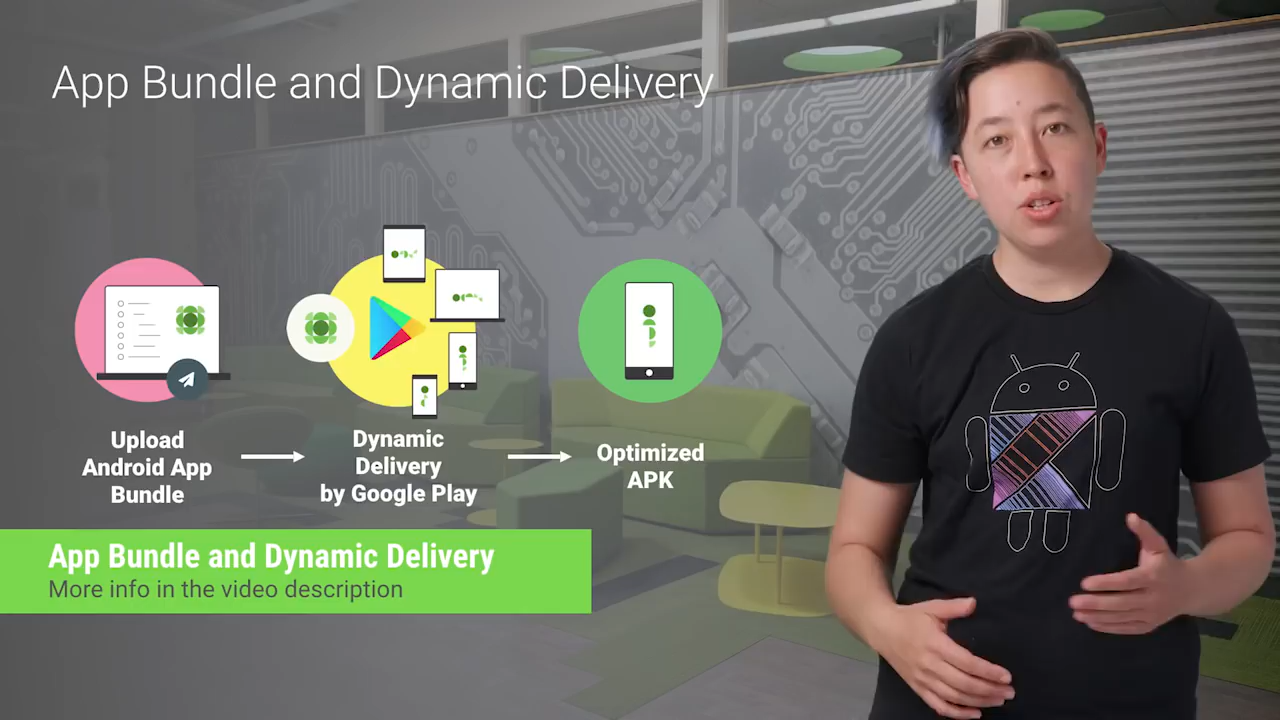 App Bundle and Dynamic Delivery
Upload
Android App
Bundle
Dynamic
Delivery
by Google Play
Optimized
APK
App Bundle and Dynamic Delivery
More info in the video description